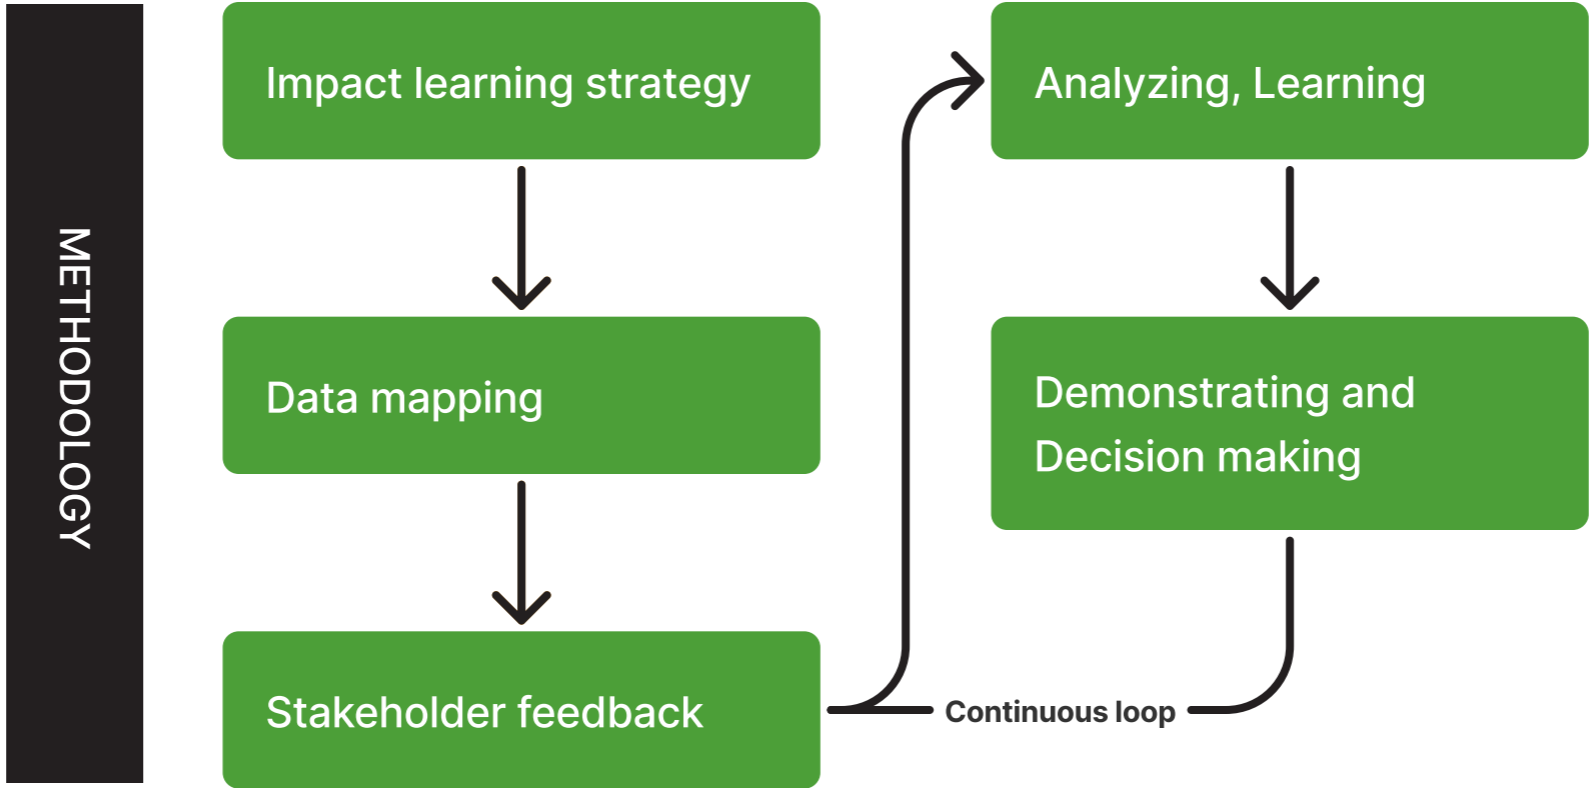 METHODOLOGY
Impact learning strategy
Data mapping
Stakeholder feedback
Analyzing, Learning
Demonstrating and
Decision making
Continuous loop